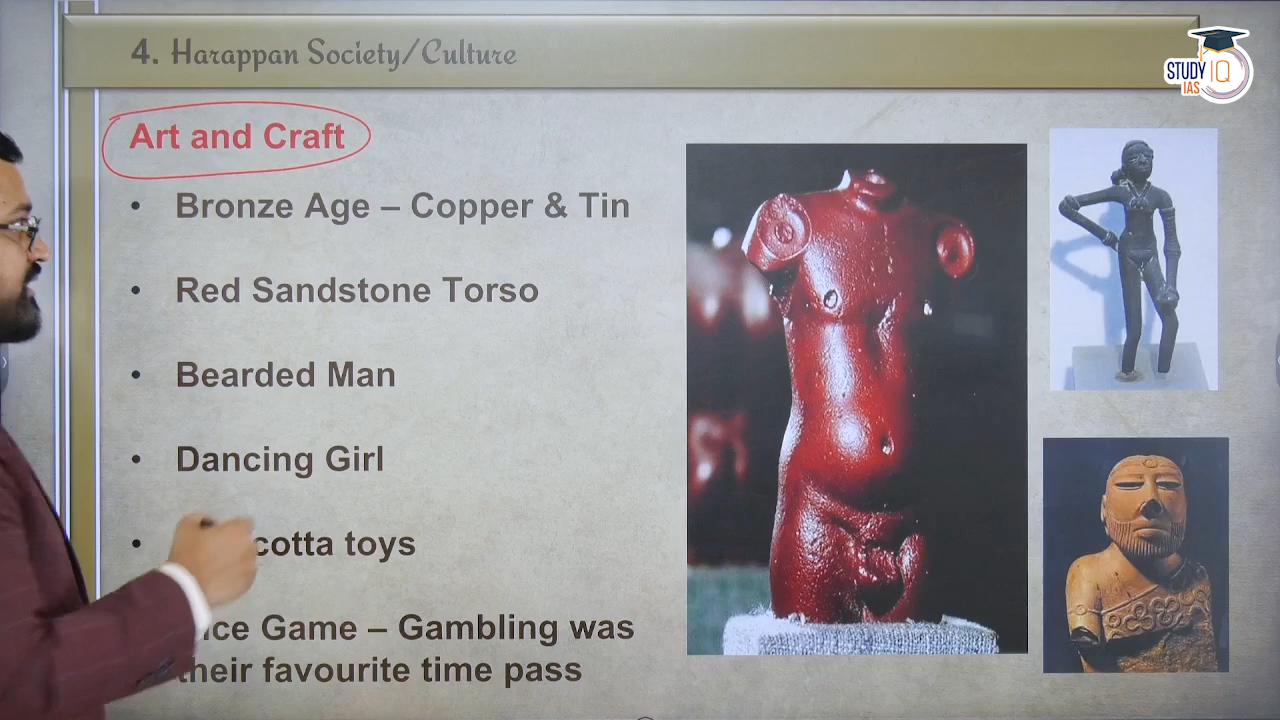 4. Harappan Society/Culture
STUDY IQ
IAS
Art and Craft
• Bronze Age – Copper & Tin
• Red Sandstone Torso
• Bearded Man
• Dancing Girl
• cotta toys
Game – Gambling was
their favourite time pass